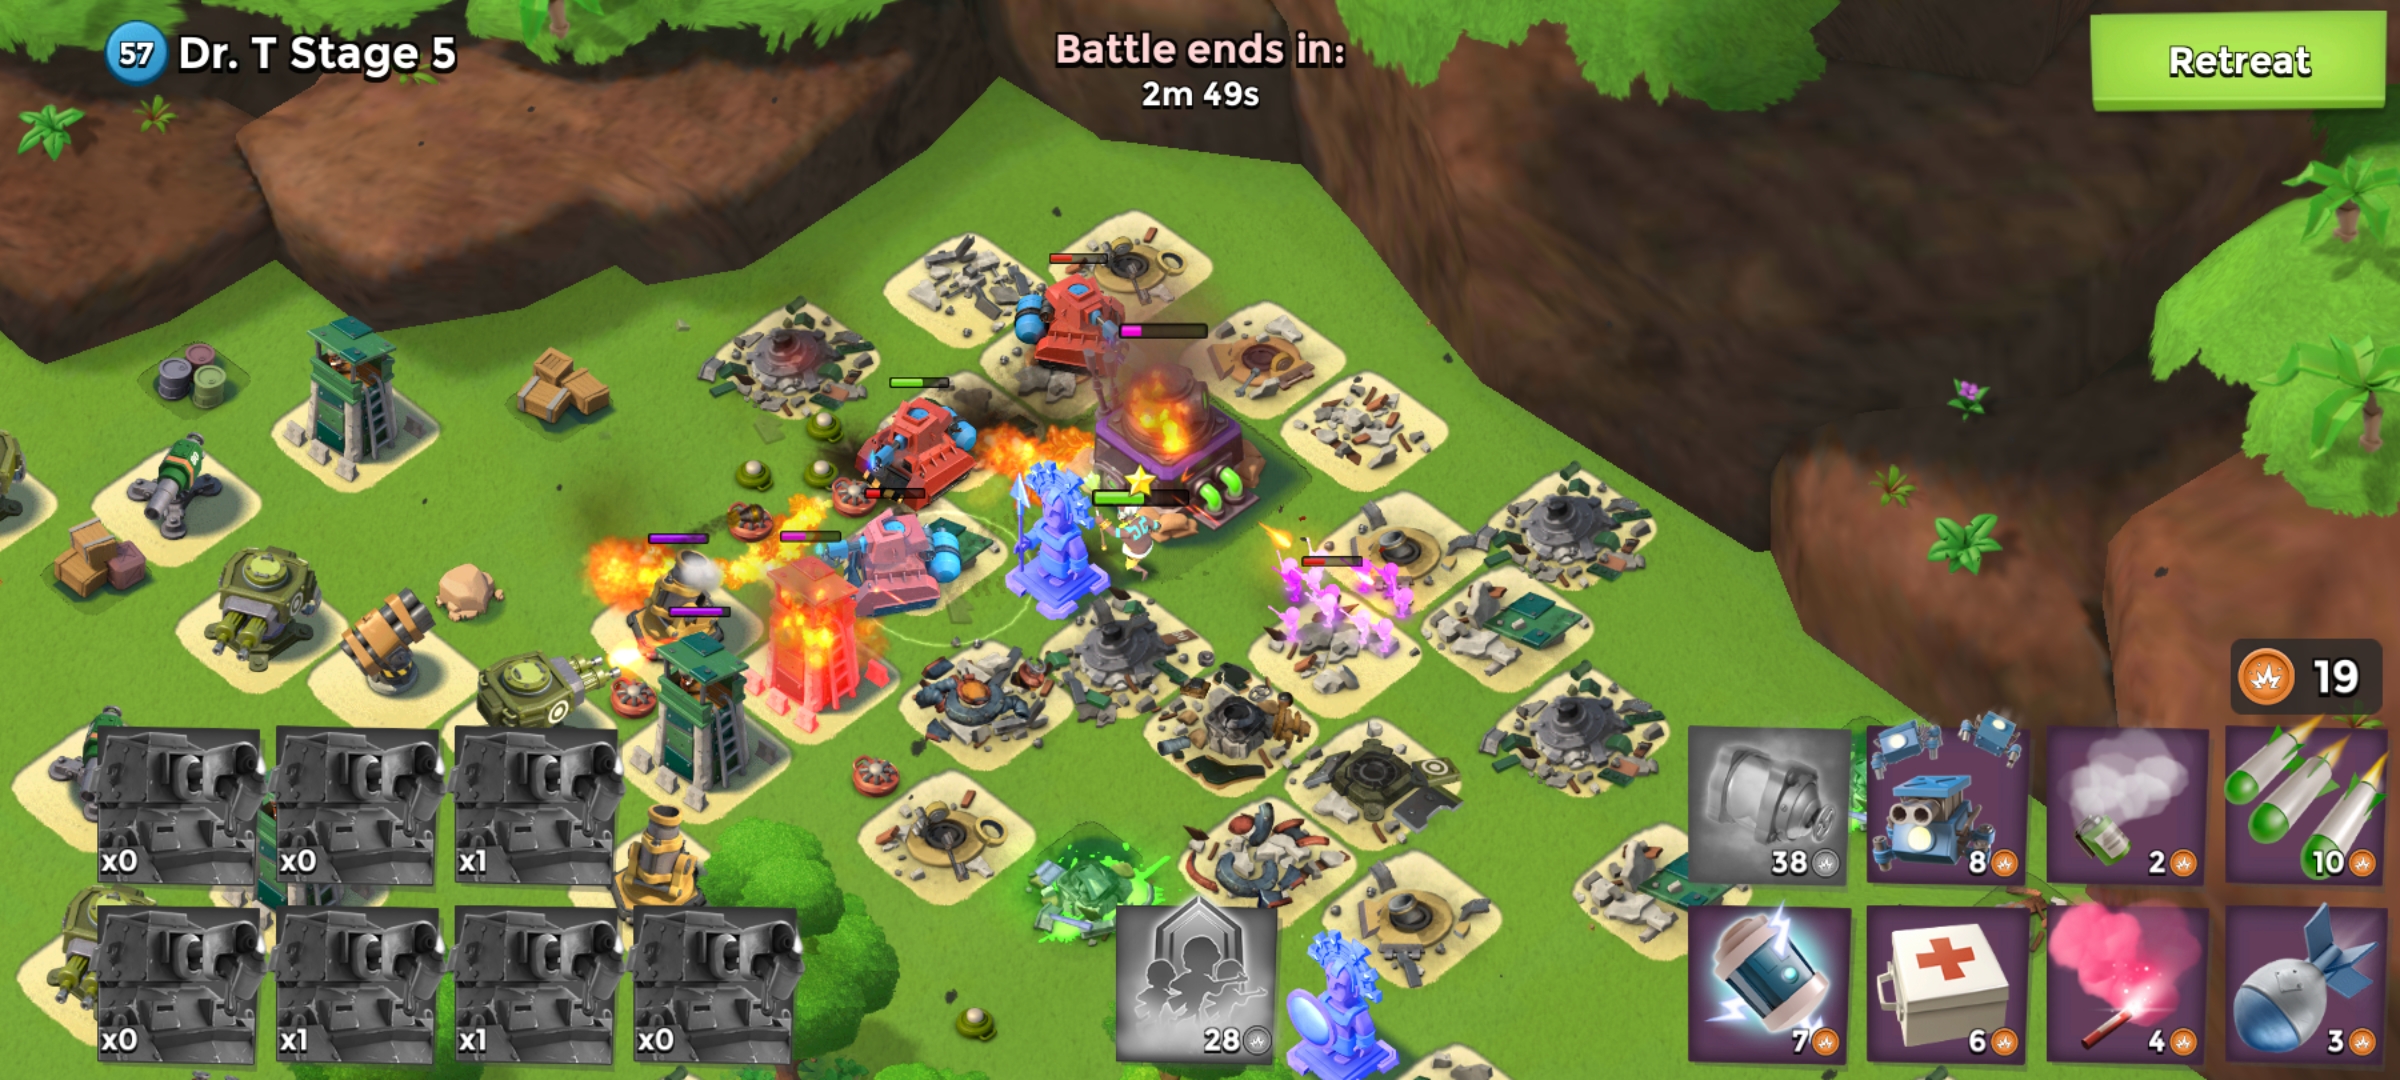 57 Dr. T Stage 5
Battle ends in:
2m 49s
Retreat
19
x0
x0
x1
38
8
2
10
x0
x1
x1
x0
28
7
6
4
3